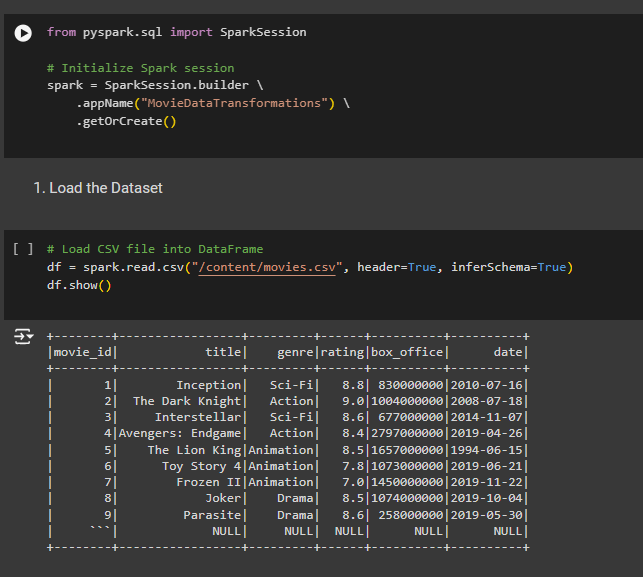 from pyspark.sql import SparkSession
# Initialize Spark session
spark = SparkSession.builder \
    .appName("MovieDataTransformations") \
    .getOrCreate()
1. Load the Dataset
[ ] # Load CSV file into DataFrame
df = spark.read.csv("/content/movies.csv", header=True, inferSchema=True)
df.show()
+--------+-----------------+---------+------+----------+----------+
|movie_id|            title|    genre|rating|box_office|      date|
+--------+-----------------+---------+------+----------+----------+
|       1|        Inception|   Sci-Fi|   8.8| 830000000|2010-07-16|
|       2|  The Dark Knight|   Action|   9.0|1004000000|2008-07-18|
|       3|     Interstellar|   Sci-Fi|   8.6| 677000000|2014-11-07|
|       4|Avengers: Endgame|   Action|   8.4|2797000000|2019-04-26|
|       5|    The Lion King|Animation|   8.5|1657000000|1994-06-15|
|       6|      Toy Story 4|Animation|   7.8|1073000000|2019-06-21|
|       7|        Frozen II|Animation|   7.0|1450000000|2019-11-22|
|       8|            Joker|    Drama|   8.5|1074000000|2019-10-04|
|       9|         Parasite|    Drama|   8.6| 258000000|2019-05-30|
|     ```|             NULL|     NULL|  NULL|      NULL|      NULL|
+--------+-----------------+---------+------+----------+----------+